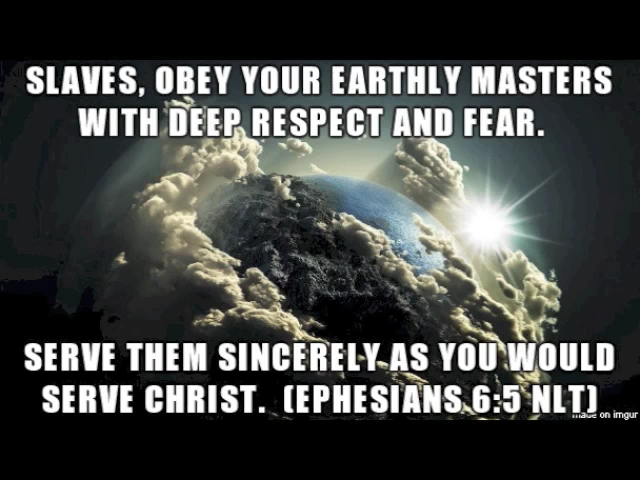 SLAVES, OBEY YOUR EARTHLY MASTERS
WITH DEEP RESPECT AND FEAR.
SERVE THEM SINCERELY AS YOU WOULD
SERVE CHRIST. (EPHESIANS 6:5 NLT)
made on imgur